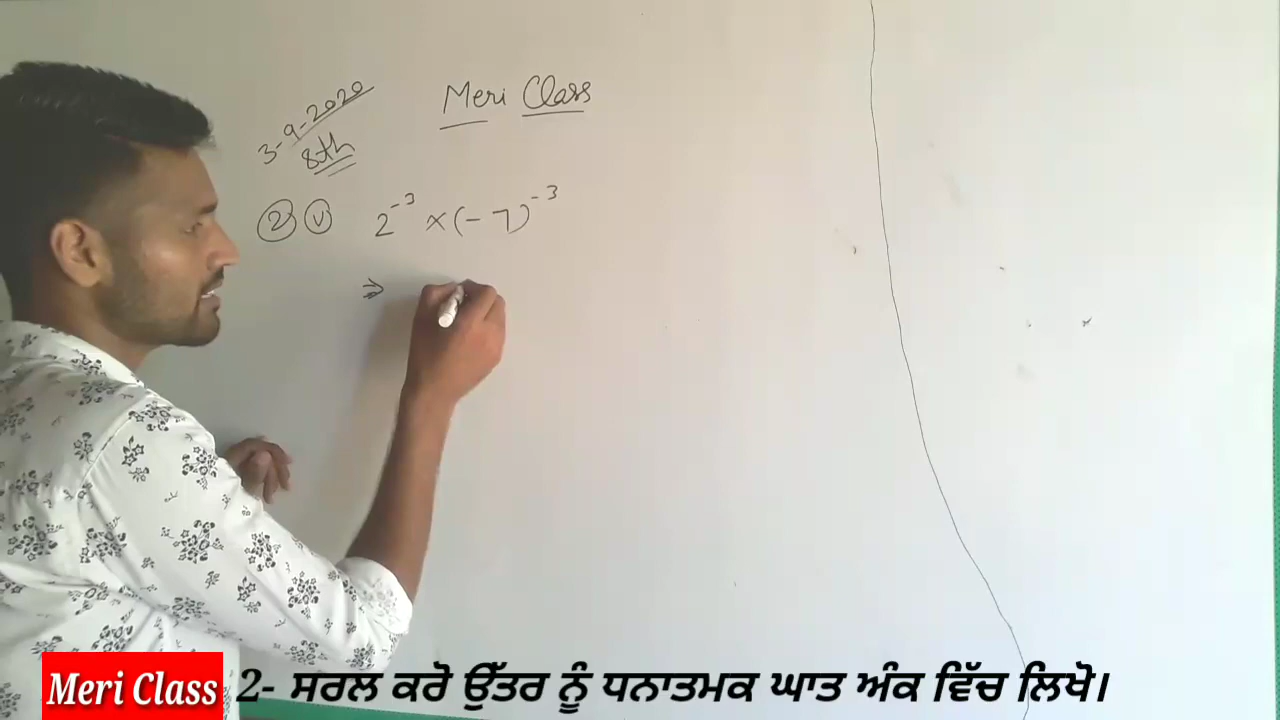 3-9-2020
8th
Meri Class
2 v 2⁻³ × (-7)⁻³
⇒
Meri Class 2- ਸਰਲ ਕਰੋ ਉੱਤਰ ਨੂੰ ਧਨਾਤਮਕ ਘਾਤ ਅੰਕ ਵਿੱਚ ਲਿਖੋ।